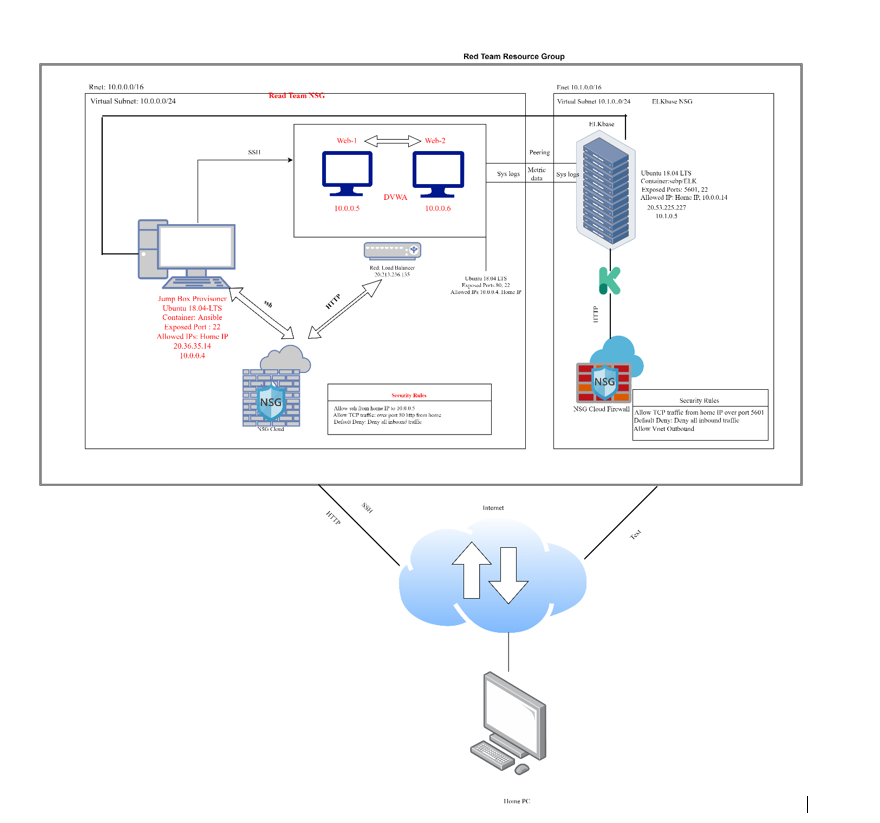 Red Team Resource Group
Rnet: 10.0.0.0/16
Virtual Subnet: 10.0.0.0/24
Read Team NSG
Enet 10.1.0.0/16
Virtual Subnet 10.1.0..0/24
ELKbase NSG
ELKbase
SSH
Web-1
Web-2
DVWA
10.0.0.5
10.0.0.6
Peering
Sys logs
Metric
data
Sys logs
Ubuntu 18.04 LTS
Container:sebp/ELK
Exposed Ports: 5601, 22
Allowed IP: Home IP, 10.0.0.14
20.53.225.227
10.1.0.5
Red: Load Balancer
20.213.236.135
Ubuntu 18.04 LTS
Exposed Ports 80, 22
Allowed IPs 10.0.0.4, Home IP
Jump Box Provisoner
Ubuntu 18.04-LTS
Container: Ansible
Exposed Port : 22
Allowed IPs: Home IP
20.36.35.14
10.0.0.4
ssh
HTTP
HTTP
NSG
NSG Cloud
Security Rules
Allow ssh from home IP to 10.0.0.5
Allow TCP traffic: over port 80 http from home
Default Deny: Deny all inbound traffic
NSG
NSG Cloud Firewall
Security Rules
Allow TCP traffic from home IP over port 5601
Default Deny: Deny all inbound traffic
Allow Vnet Outbound
SSH
HTTP
Internet
Text
Home PC